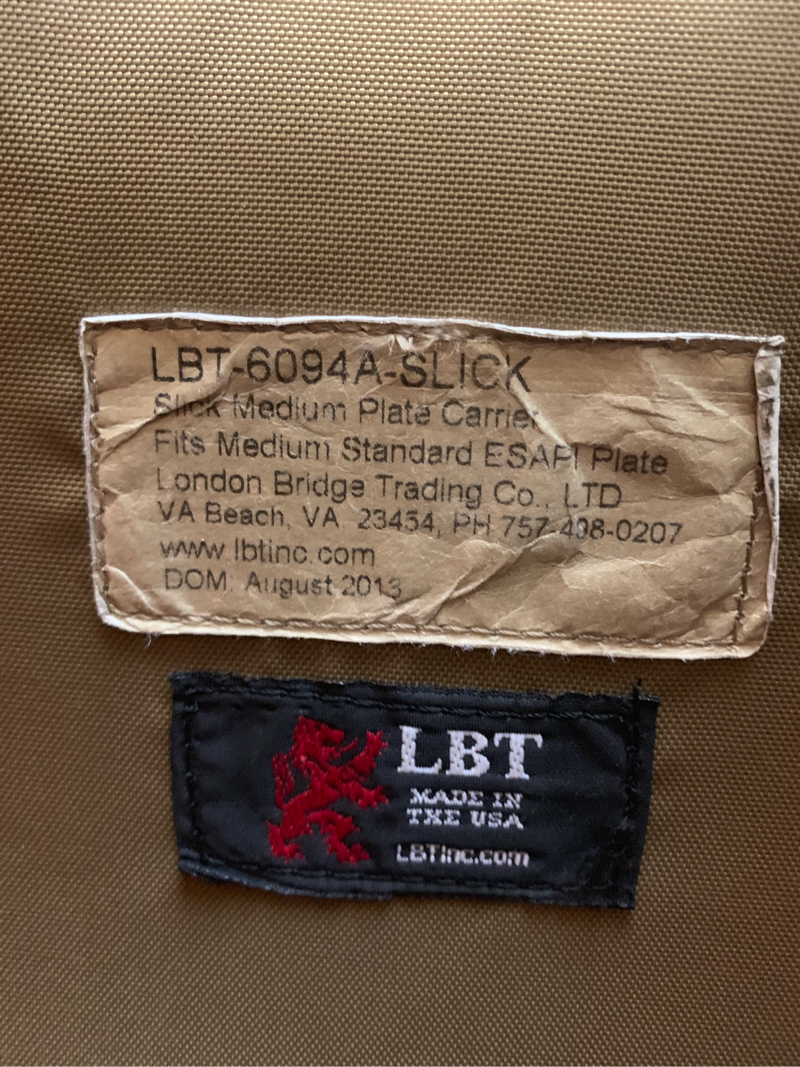 LBT-6094A-SLICK
Slick Medium Plate Carrier
Fits Medium Standard ESAPI Plate
London Bridge Trading Co., LTD
VA Beach, VA 23454, PH 757-498-0207
www.lbtinc.com
DOM: August 2013
LBT
MADE IN
THE USA
LBTinc.com